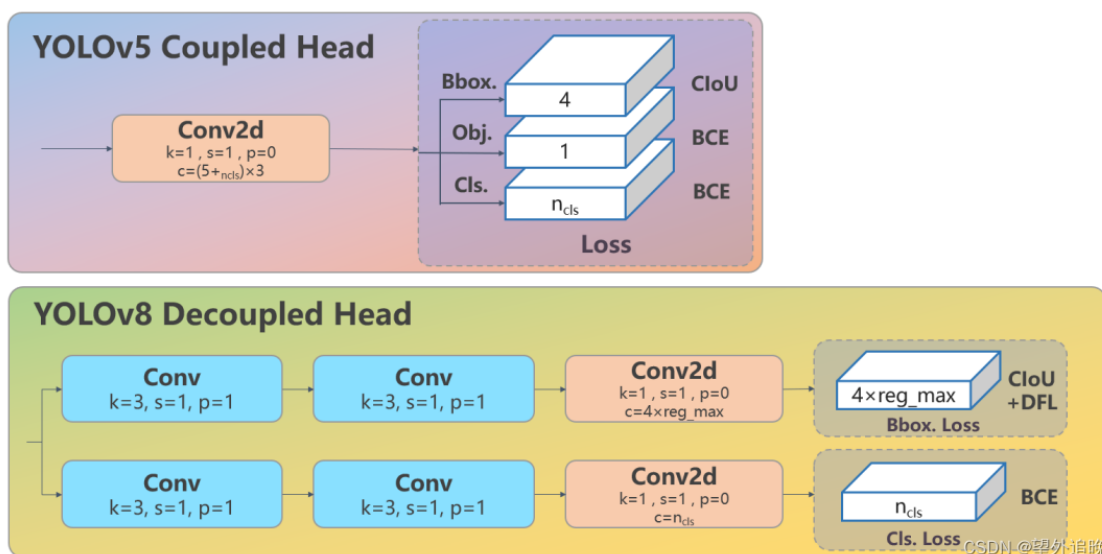 YOLOv5 Coupled Head
Conv2d
k=1 , s=1 , p=0
c=(5+ncls)×3
Bbox.
4
CIoU
Obj.
1
BCE
Cls.
ncls
BCE
Loss
YOLOv8 Decoupled Head
Conv
k=3, s=1, p=1
Conv
k=3, s=1, p=1
Conv2d
k=1 , s=1 , p=0
c=4×reg_max
4×reg_max
CIoU
+DFL
Bbox. Loss
Conv
k=3, s=1, p=1
Conv
k=3, s=1, p=1
Conv2d
k=1 , s=1 , p=0
c=ncls
ncls
BCE
Cls. Loss
CSDN @望外追晚